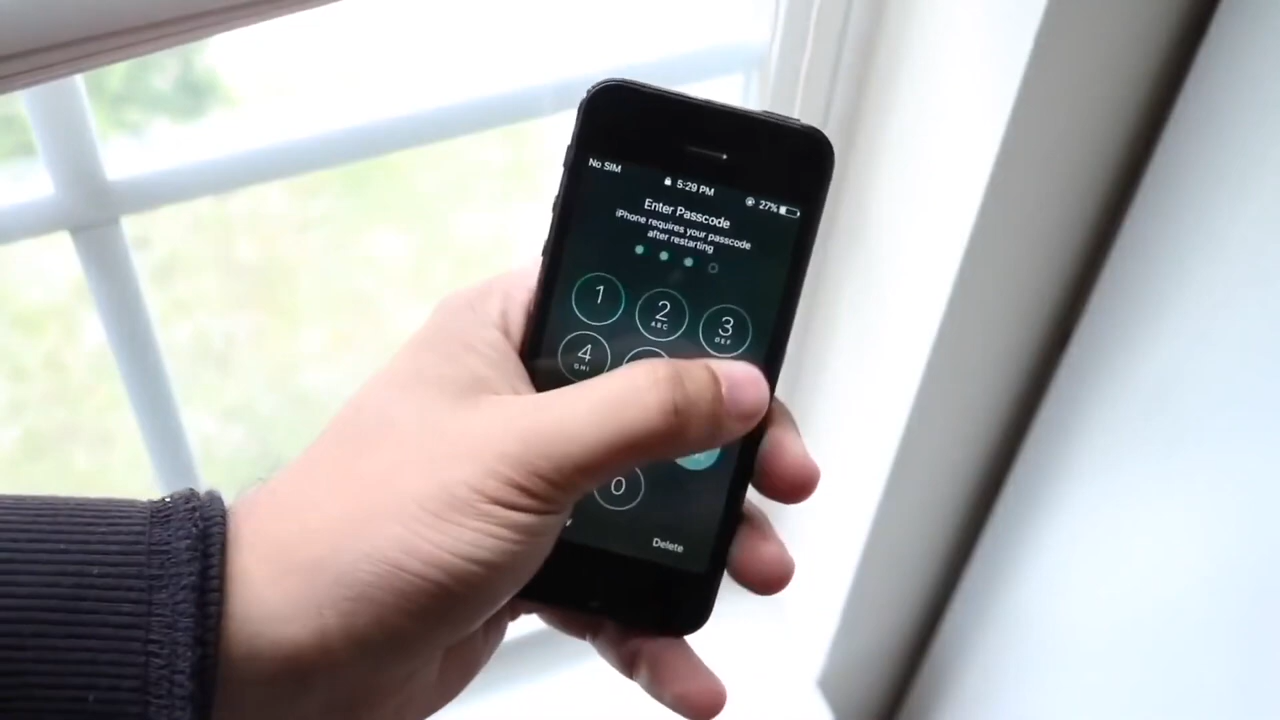 No SIM
5:29 PM
27%
Enter Passcode
iPhone requires your passcode
after restarting
1
2
ABC
3
DEF
4
GHI
0
Delete